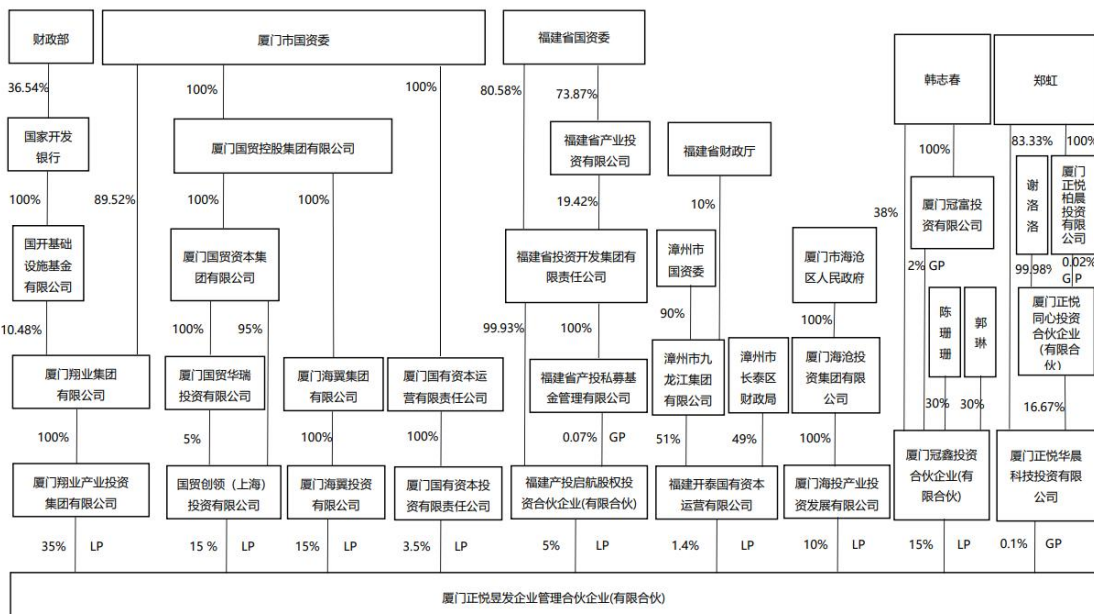 财政部
厦门市国资委
福建省国资委
韩志春
郑虹
36.54%
100%
100%
80.58%
73.87%
国家开发
银行
厦门国贸控股集团有限公司
福建省产业投
资有限公司
福建省财政厅
100%
83.33%
100%
100%
89.52%
100%
100%
19.42%
10%
38%
厦门冠富投
资有限公司
谢
洛
洛
厦门
正悦
柏晨
投资
有限
公司
国开基础
设施基金
有限公司
厦门国贸资本集
团有限公司
福建省投资开发集团有
限责任公司
漳州市
国资委
厦门市海沧
区人民政府
2% GP
99.98%
0.02%
GP
10.48%
100%
95%
99.93%
100%
90%
100%
陈
珊
珊
郭
琳
厦门正悦
同心投资
合伙企业
(有限合
伙)
厦门翔业集团
有限公司
厦门国贸华瑞
投资有限公司
厦门海翼集团
有限公司
厦门国有资本运
营有限责任公司
福建省产投私募基
金管理有限公司
漳州市九
龙江集团
有限公司
漳州市
长泰区
财政局
厦门海沧投
资集团有限
公司
100%
5%
100%
100%
0.07% GP
51%
49%
100%
30%
30%
16.67%
厦门翔业产业投资
集团有限公司
国贸创领（上海）
投资有限公司
厦门海翼投资
有限公司
厦门国有资本投
资有限责任公司
福建产投启航股权投
资合伙企业(有限合伙)
福建开泰国有资本
运营有限公司
厦门海投产业投
资发展有限公司
厦门冠鑫投资
合伙企业(有
限合伙)
厦门正悦华晨
科技投资有限
公司
35% LP
15 % LP
15% LP
3.5% LP
5% LP
1.4% LP
10% LP
15% LP
0.1% GP
厦门正悦昱发企业管理合伙企业(有限合伙)